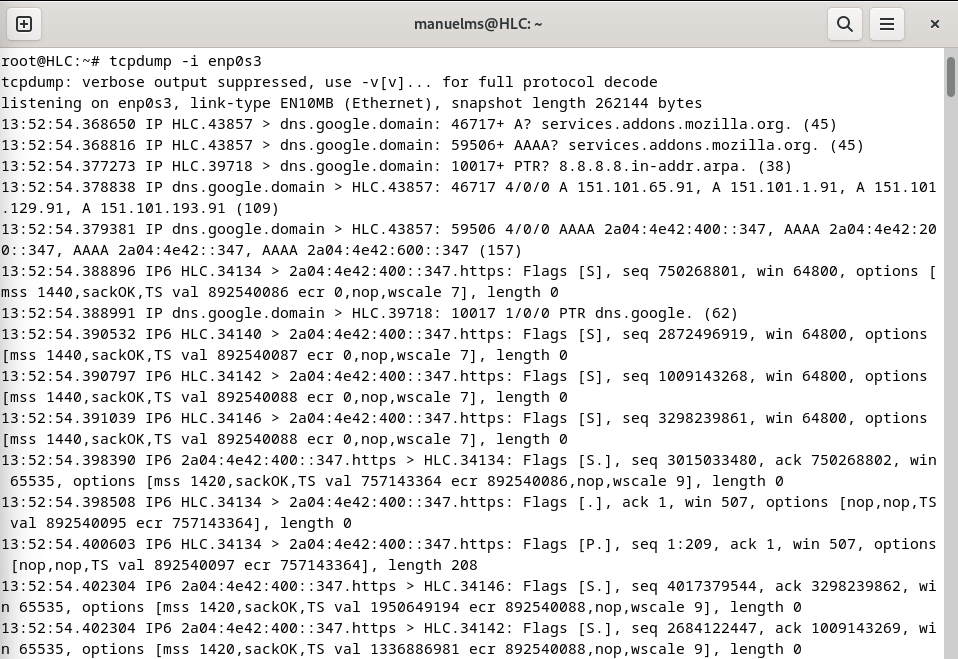 manuelms@HLC: ~
root@HLC:~# tcpdump -i enp0s3
tcpdump: verbose output suppressed, use -v[v]... for full protocol decode
listening on enp0s3, link-type EN10MB (Ethernet), snapshot length 262144 bytes
13:52:54.368650 IP HLC.43857 > dns.google.domain: 46717+ A? services.addons.mozilla.org. (45)
13:52:54.368816 IP HLC.43857 > dns.google.domain: 59506+ AAAA? services.addons.mozilla.org. (45)
13:52:54.377273 IP HLC.39718 > dns.google.domain: 10017+ PTR? 8.8.8.8.in-addr.arpa. (38)
13:52:54.378838 IP dns.google.domain > HLC.43857: 46717 4/0/0 A 151.101.65.91, A 151.101.1.91, A 151.101
.129.91, A 151.101.193.91 (109)
13:52:54.379381 IP dns.google.domain > HLC.43857: 59506 4/0/0 AAAA 2a04:4e42:400::347, AAAA 2a04:4e42:20
0::347, AAAA 2a04:4e42::347, AAAA 2a04:4e42:600::347 (157)
13:52:54.388896 IP6 HLC.34134 > 2a04:4e42:400::347.https: Flags [S], seq 750268801, win 64800, options [
mss 1440,sackOK,TS val 892540086 ecr 0,nop,wscale 7], length 0
13:52:54.388991 IP dns.google.domain > HLC.39718: 10017 1/0/0 PTR dns.google. (62)
13:52:54.390532 IP6 HLC.34140 > 2a04:4e42:400::347.https: Flags [S], seq 2872496919, win 64800, options
[mss 1440,sackOK,TS val 892540087 ecr 0,nop,wscale 7], length 0
13:52:54.390797 IP6 HLC.34142 > 2a04:4e42:400::347.https: Flags [S], seq 1009143268, win 64800, options
[mss 1440,sackOK,TS val 892540088 ecr 0,nop,wscale 7], length 0
13:52:54.391039 IP6 HLC.34146 > 2a04:4e42:400::347.https: Flags [S], seq 3298239861, win 64800, options
[mss 1440,sackOK,TS val 892540088 ecr 0,nop,wscale 7], length 0
13:52:54.398390 IP6 2a04:4e42:400::347.https > HLC.34134: Flags [S.], seq 3015033480, ack 750268802, win
 65535, options [mss 1420,sackOK,TS val 757143364 ecr 892540086,nop,wscale 9], length 0
13:52:54.398508 IP6 HLC.34134 > 2a04:4e42:400::347.https: Flags [.], ack 1, win 507, options [nop,nop,TS
 val 892540095 ecr 757143364], length 0
13:52:54.400603 IP6 HLC.34134 > 2a04:4e42:400::347.https: Flags [P.], seq 1:209, ack 1, win 507, options
 [nop,nop,TS val 892540097 ecr 757143364], length 208
13:52:54.402304 IP6 2a04:4e42:400::347.https > HLC.34146: Flags [S.], seq 4017379544, ack 3298239862, wi
n 65535, options [mss 1420,sackOK,TS val 1950649194 ecr 892540088,nop,wscale 9], length 0
13:52:54.402304 IP6 2a04:4e42:400::347.https > HLC.34142: Flags [S.], seq 2684122447, ack 1009143269, wi
n 65535, options [mss 1420,sackOK,TS val 1336886981 ecr 892540088,nop,wscale 9], length 0